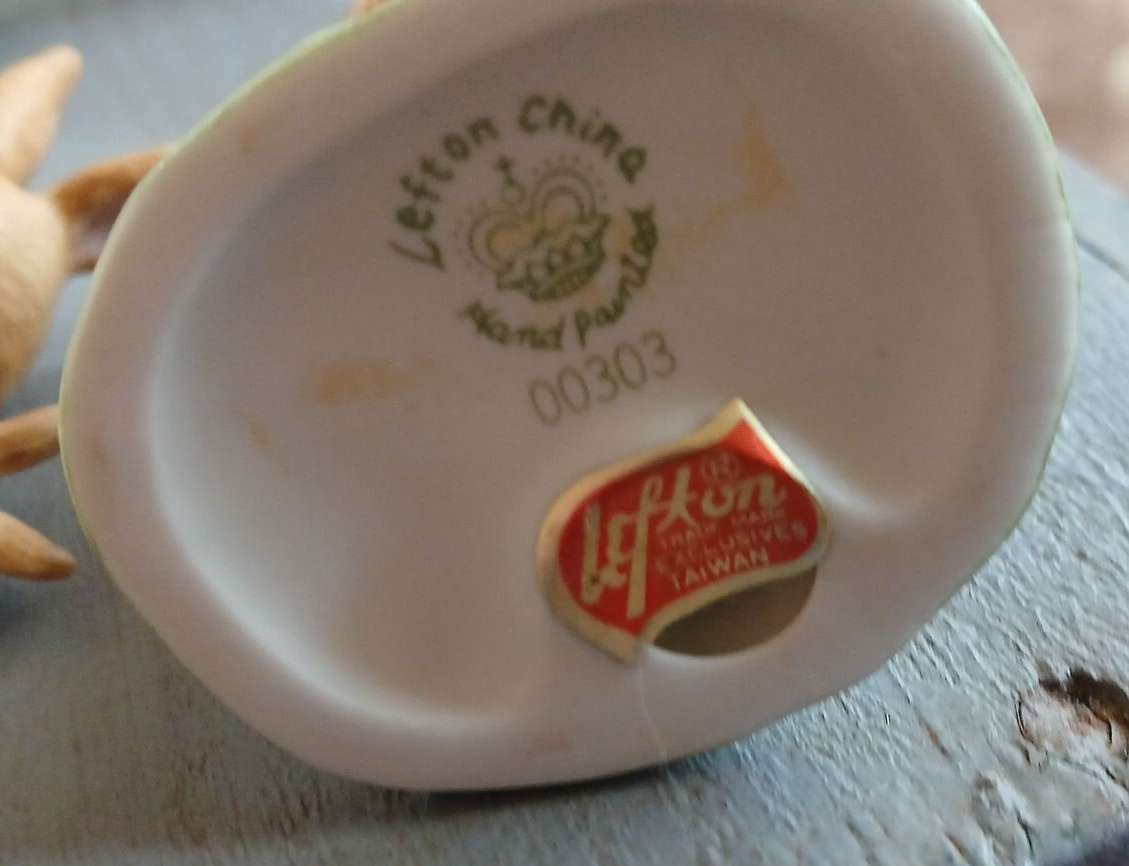 Lefton China
Hand Painted
00303
Lefton®
TRADE MARK
EXCLUSIVES
TAIWAN